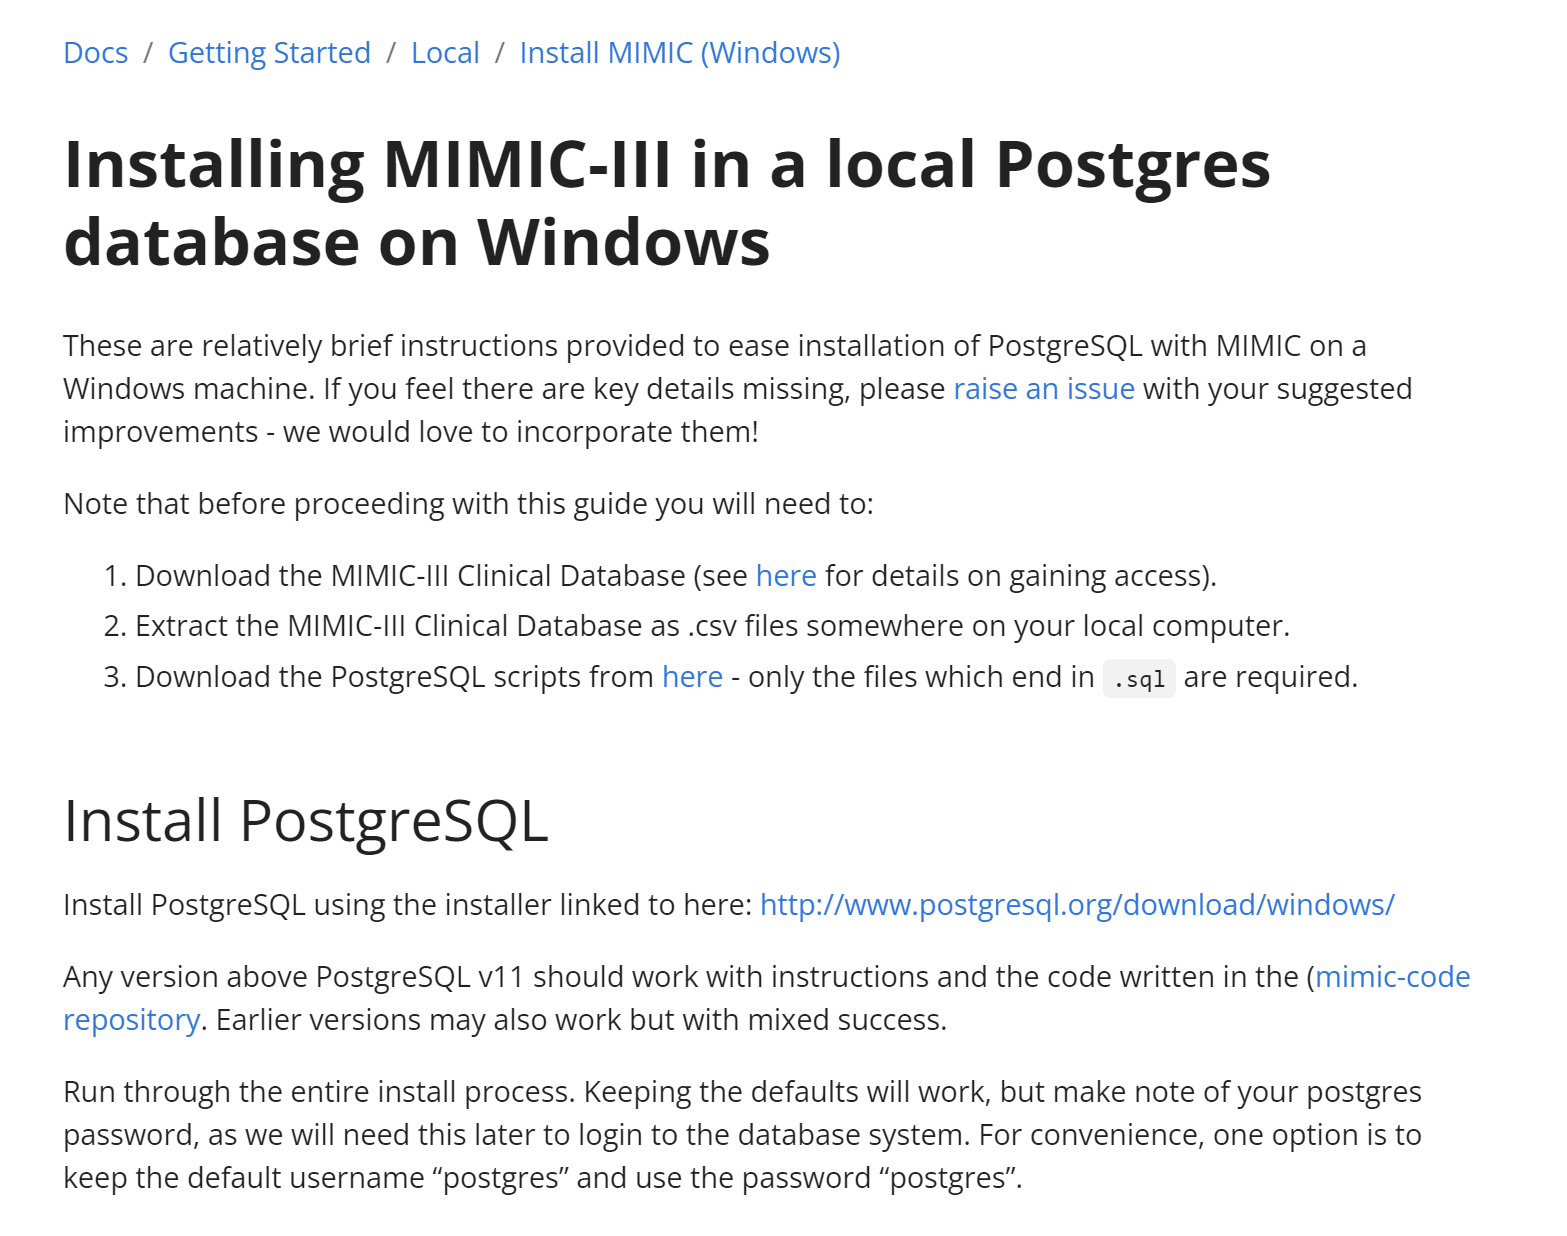 Docs / Getting Started / Local / Install MIMIC (Windows)
Installing MIMIC-III in a local Postgres
database on Windows
These are relatively brief instructions provided to ease installation of PostgreSQL with MIMIC on a
Windows machine. If you feel there are key details missing, please raise an issue with your suggested
improvements - we would love to incorporate them!
Note that before proceeding with this guide you will need to:
1. Download the MIMIC-III Clinical Database (see here for details on gaining access).
2. Extract the MIMIC-III Clinical Database as .csv files somewhere on your local computer.
3. Download the PostgreSQL scripts from here - only the files which end in .sql are required.
Install PostgreSQL
Install PostgreSQL using the installer linked to here: http://www.postgresql.org/download/windows/
Any version above PostgreSQL v11 should work with instructions and the code written in the (mimic-code
repository. Earlier versions may also work but with mixed success.
Run through the entire install process. Keeping the defaults will work, but make note of your postgres
password, as we will need this later to login to the database system. For convenience, one option is to
keep the default username “postgres” and use the password “postgres”.